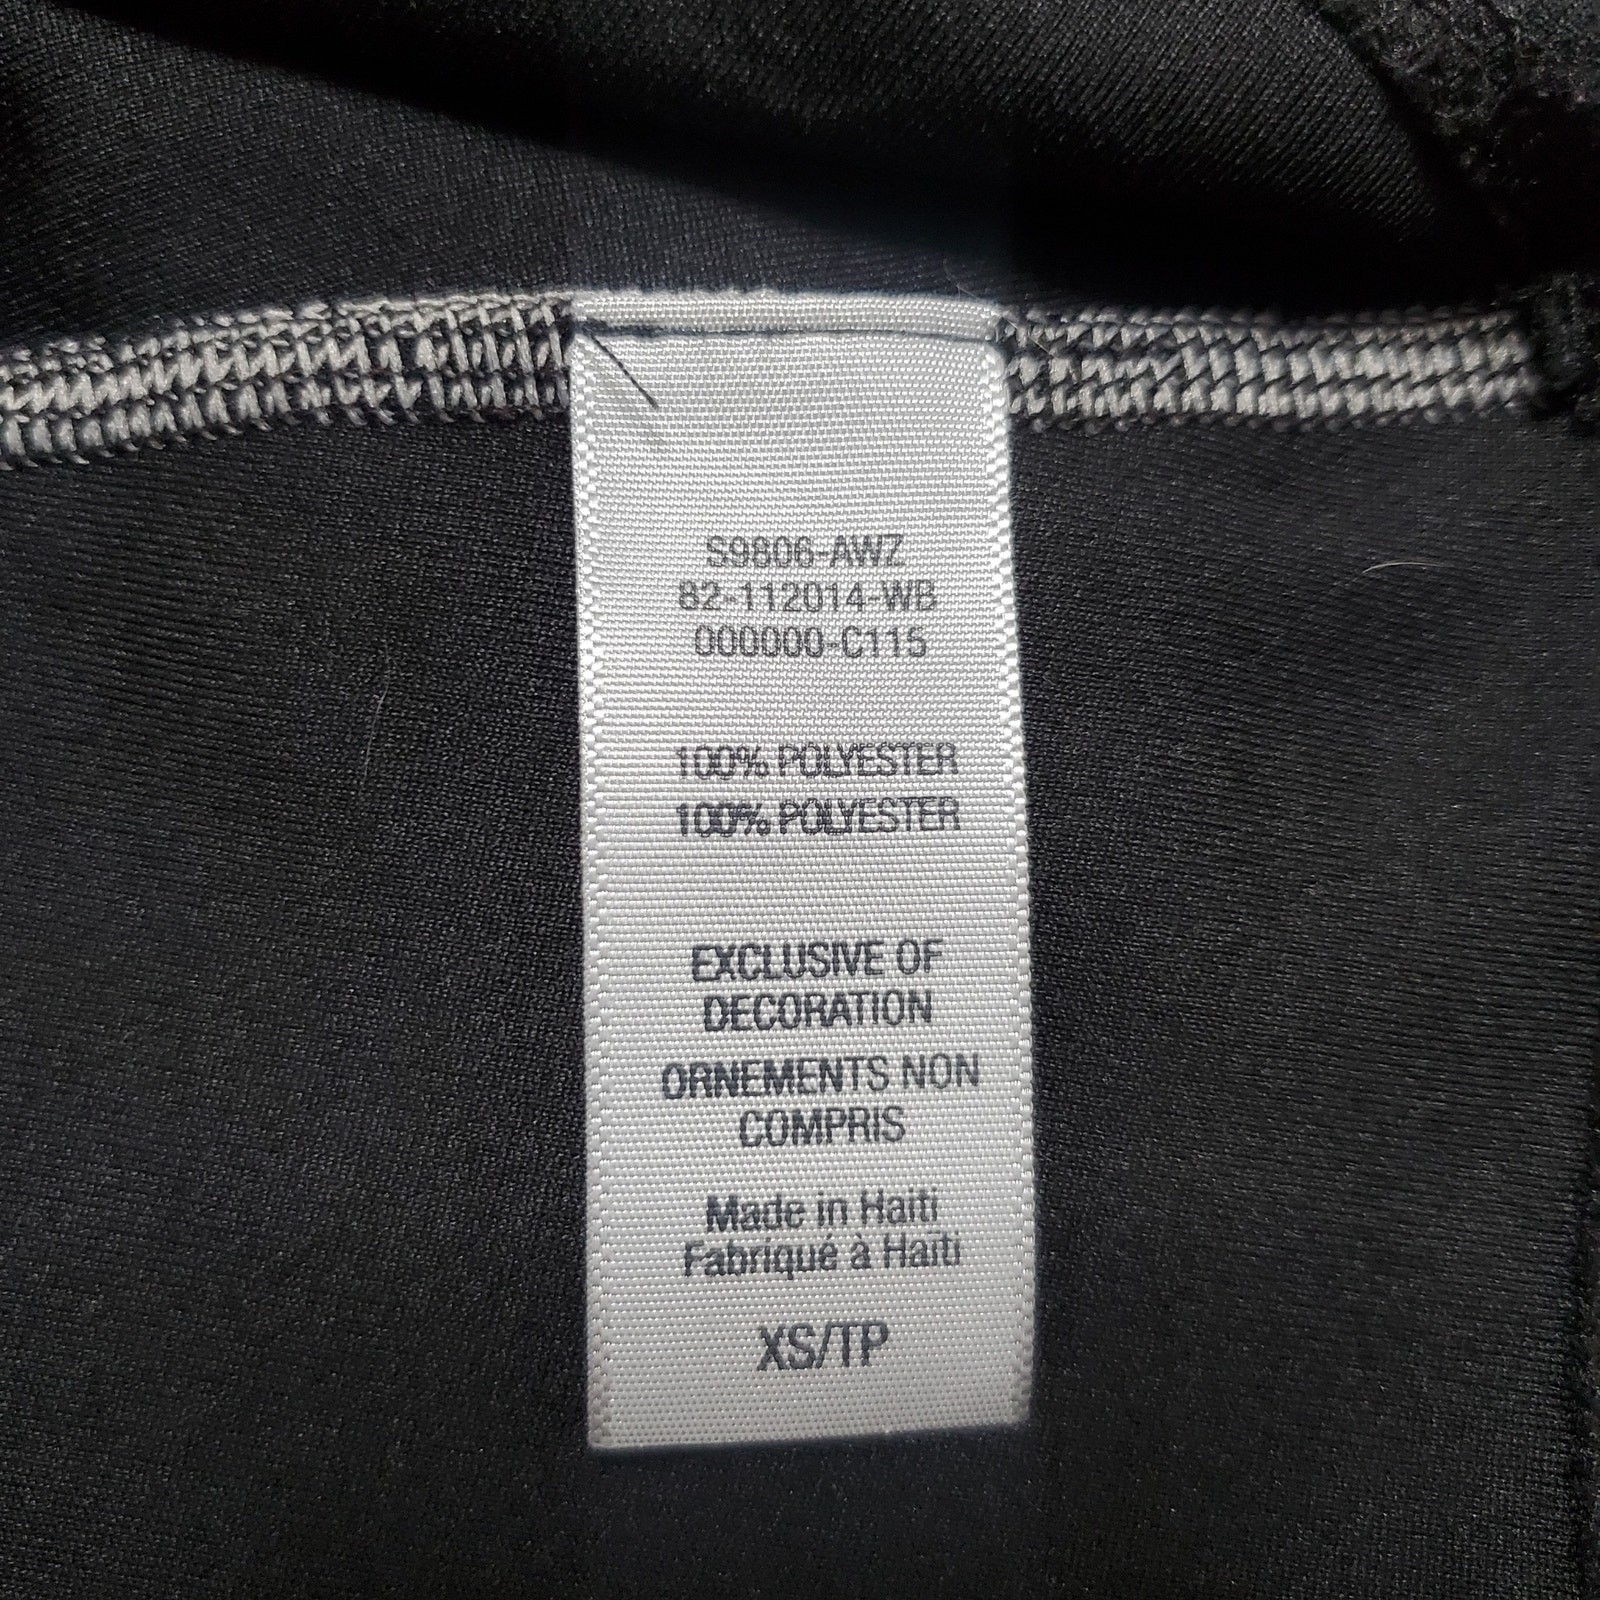 S9806-AWZ
82-112014-WB
000000-C115
100% POLYESTER
100% POLYESTER
EXCLUSIVE OF
DECORATION
ORNEMENTS NON
COMPRIS
Made in Haiti
Fabriqué à Haïti
XS/TP